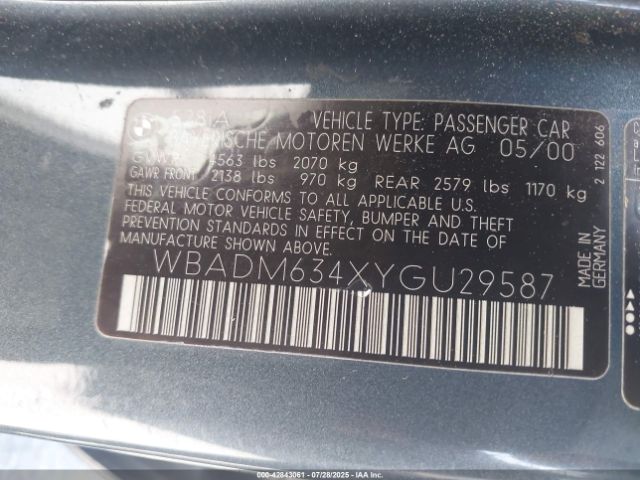 VEHICLE TYPE: PASSENGER CAR
BAYERISCHE MOTOREN WERKE AG 05/00
4563 lbs 2070 kg
GAWR FRONT 2138 lbs 970 kg REAR 2579 lbs 1170 kg
THIS VEHICLE CONFORMS TO ALL APPLICABLE U.S.
FEDERAL MOTOR VEHICLE SAFETY, BUMPER AND THEFT
PREVENTION STANDARDS IN EFFECT ON THE DATE OF
MANUFACTURE SHOWN ABOVE:
WBADM634XYGU29587
2 122 606
MADE IN
GERMANY
000-42843061 | 07/28/2025 | IAAI.COM